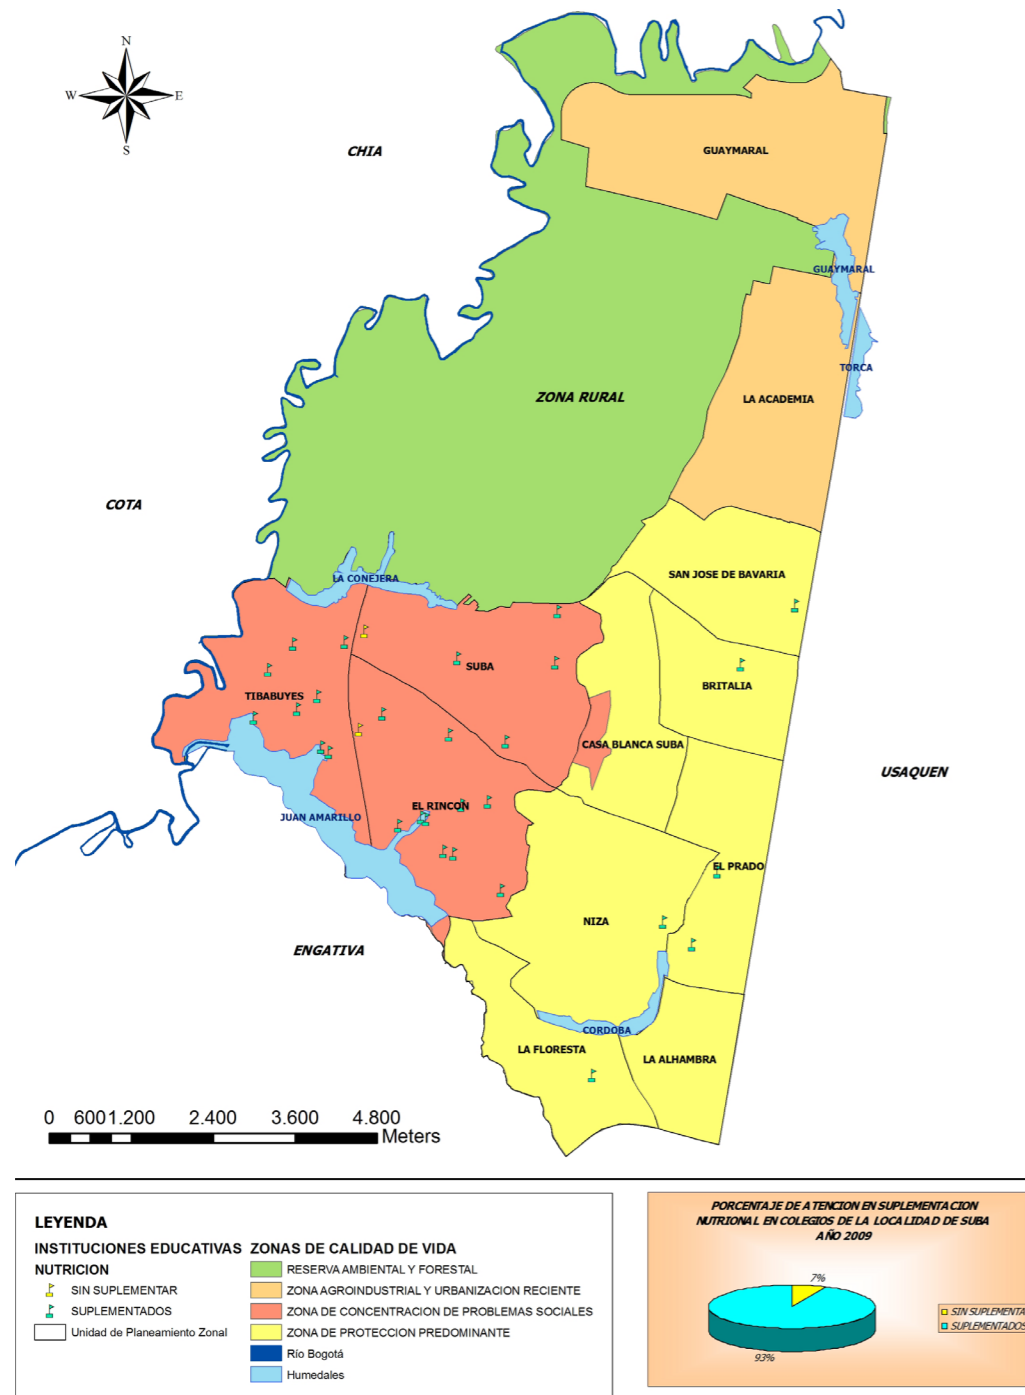 N
W E
S
CHIA
GUAYMARAL
GUAYMARAL
TORCA
ZONA RURAL
LA ACADEMIA
COTA
SAN JOSE DE BAVARIA
LA CONEJERA
SUBA
BRITALIA
TIBABUYES
CASA BLANCA SUBA
USAQUEN
EL RINCON
JUAN AMARILLO
EL PRADO
NIZA
ENGATIVA
CORDOBA
LA FLORESTA
LA ALHAMBRA
0 600 1.200 2.400 3.600 4.800
Meters
LEYENDA
INSTITUCIONES EDUCATIVAS
NUTRICION
SIN SUPLEMENTAR
SUPLEMENTADOS
Unidad de Planeamiento Zonal
ZONAS DE CALIDAD DE VIDA
RESERVA AMBIENTAL Y FORESTAL
ZONA AGROINDUSTRIAL Y URBANIZACION RECIENTE
ZONA DE CONCENTRACION DE PROBLEMAS SOCIALES
ZONA DE PROTECCION PREDOMINANTE
Río Bogotá
Humedales
PORCENTAJE DE ATENCION EN SUPLEMENTACION
NUTRIONAL EN COLEGIOS DE LA LOCALIDAD DE SUBA
AÑO 2009
7%
93%
SIN SUPLEMENTA
SUPLEMENTADOS